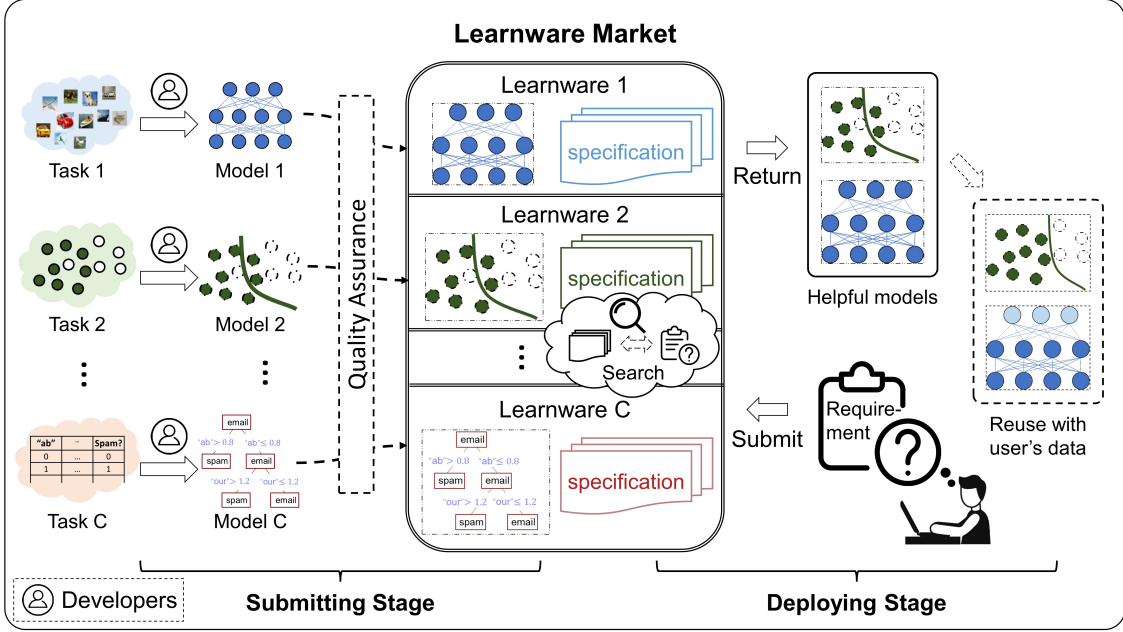 Learnware Market
Task 1
Model 1
Task 2
Model 2
"ab" .. Spam?
0 ... 0
1 ... 1
Task C
email
"ab"> 0.8 "ab"≤ 0.8
spam email
"our"> 1.2 "our"≤ 1.2
spam email
Model C
Quality Assurance
Learnware 1
specification
Learnware 2
specification
Search
Learnware C
email
"ab"> 0.8 "ab"≤ 0.8
spam email
"our"> 1.2 "our"≤ 1.2
spam email
specification
Return
Helpful models
Submit
Require-
ment
Reuse with
user's data
Developers
Submitting Stage
Deploying Stage